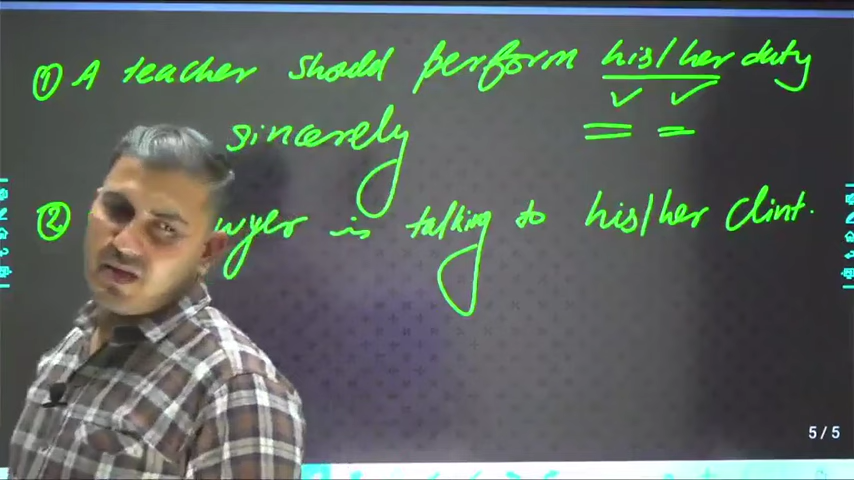 ① A teacher should perform his/her duty
sincerely
② wyer is talking to his/her clint.
5/5